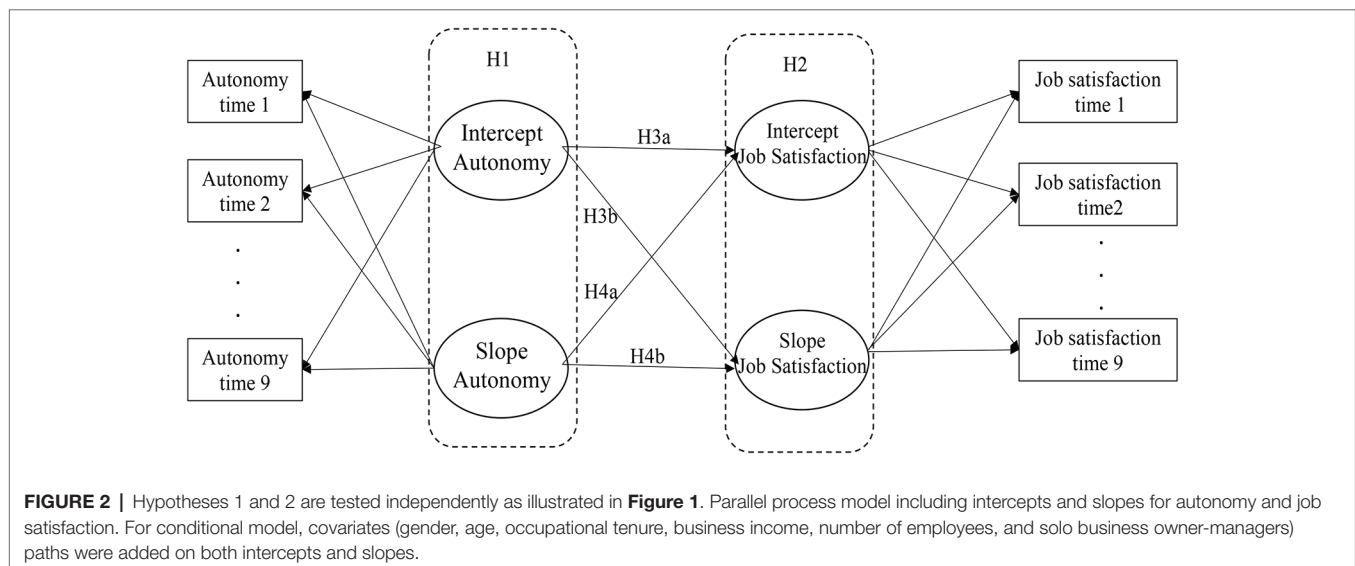 H1
H2
Autonomy
time 1
Autonomy
time 2
.
.
.
Autonomy
time 9
Intercept
Autonomy
Slope
Autonomy
H3a
H3b
H4a
H4b
Intercept
Job Satisfaction
Slope
Job Satisfaction
Job satisfaction
time 1
Job satisfaction
time2
.
.
.
Job satisfaction
time 9
FIGURE 2 | Hypotheses 1 and 2 are tested independently as illustrated in Figure 1. Parallel process model including intercepts and slopes for autonomy and job
satisfaction. For conditional model, covariates (gender, age, occupational tenure, business income, number of employees, and solo business owner-managers)
paths were added on both intercepts and slopes.